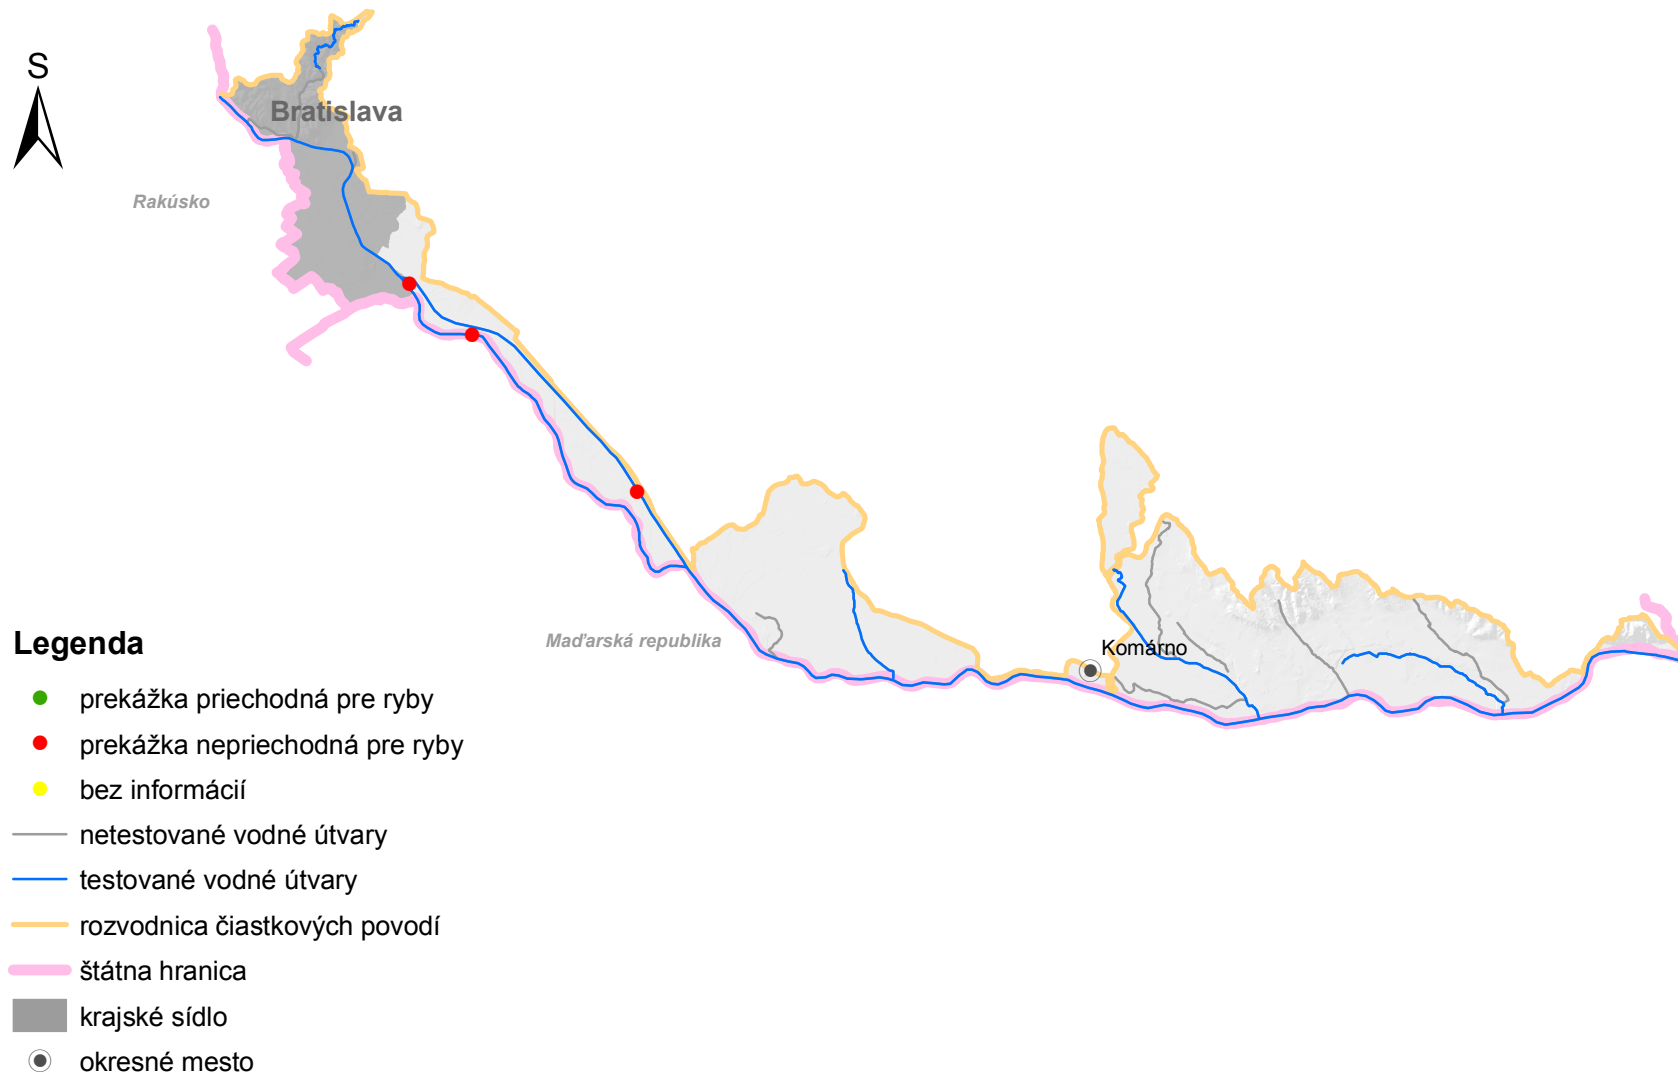 S
Bratislava
Rakúsko
Maďarská republika
Komárno
Legenda
prekážka priechodná pre ryby
prekážka nepriechodná pre ryby
bez informácií
netestované vodné útvary
testované vodné útvary
rozvodnica čiastkových povodí
štátna hranica
krajské sídlo
okresné mesto